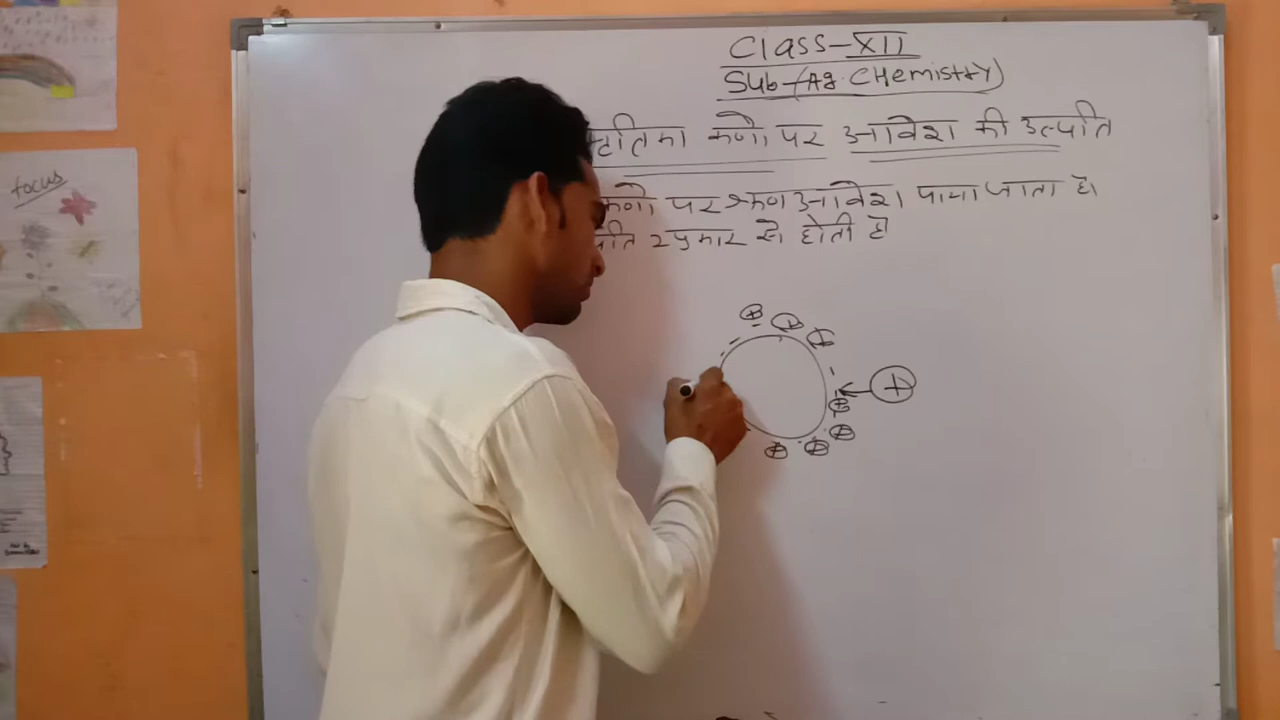 focus
Class-XII
Sub-(Ag. CHemistry)
कणो पर आवेश की उत्पति
कणो पर ऋण आवेश पाया जाता है।
2 प्रकार से होती है